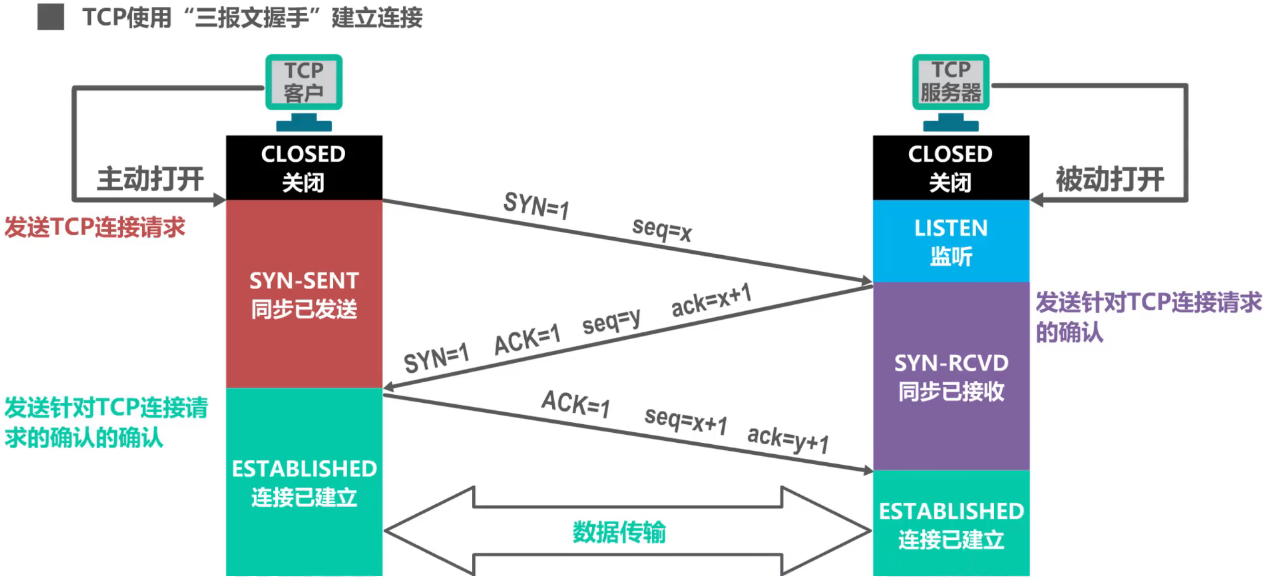 TCP使用“三报文握手”建立连接
TCP
客户
TCP
服务器
CLOSED
关闭
CLOSED
关闭
主动打开
被动打开
发送TCP连接请求
SYN=1 seq=x
LISTEN
监听
SYN-SENT
同步已发送
发送针对TCP连接请求
的确认
SYN=1 ACK=1 seq=y ack=x+1
SYN-RCVD
同步已接收
发送针对TCP连接请
求的确认的确认
ACK=1 seq=x+1 ack=y+1
ESTABLISHED
连接已建立
ESTABLISHED
连接已建立
数据传输